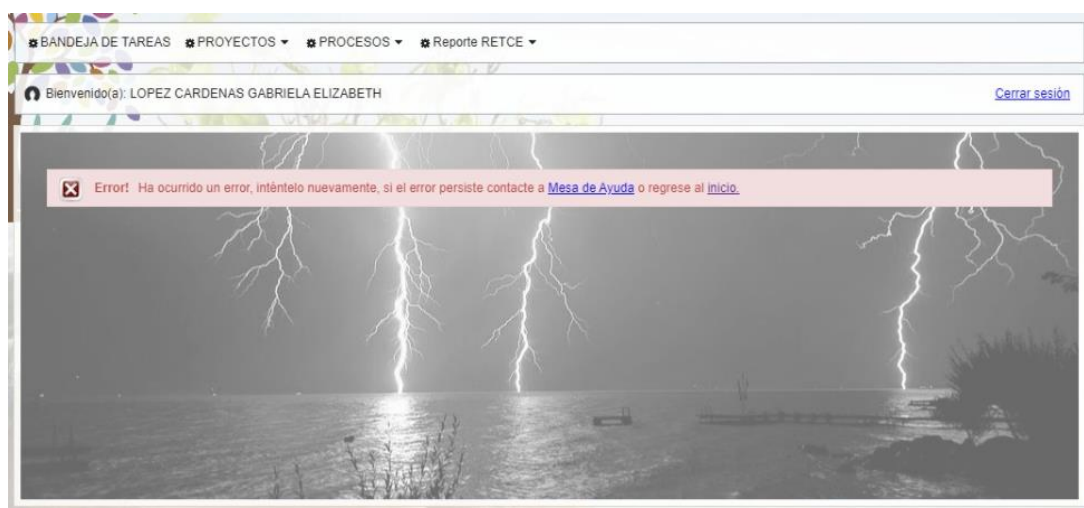 BANDEJA DE TAREAS PROYECTOS PROCESOS Reporte RETCE
Bienvenido(a): LOPEZ CARDENAS GABRIELA ELIZABETH Cerrar sesión
Error! Ha ocurrido un error, inténtelo nuevamente, si el error persiste contacte a Mesa de Ayuda o regrese al inicio.